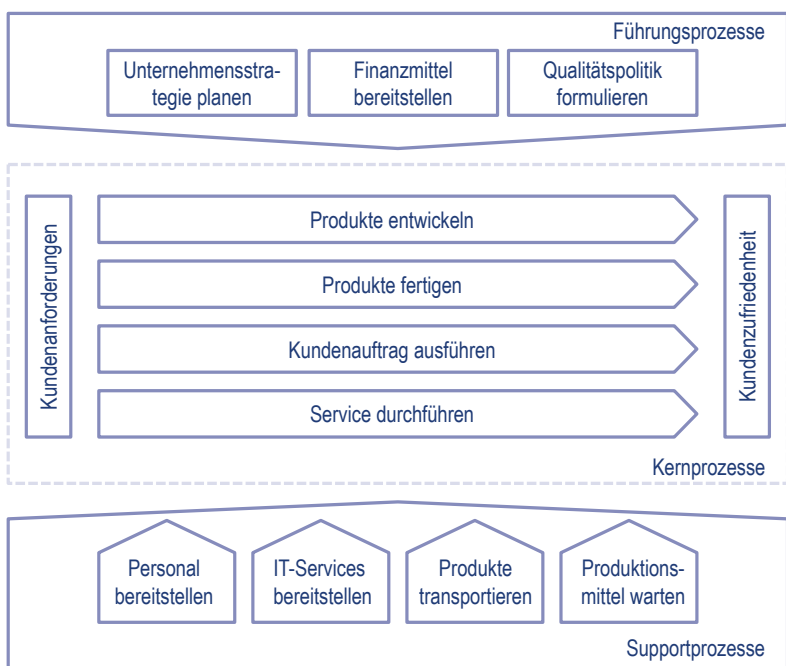 Führungsprozesse
Unternehmensstra-
tegie planen
Finanzmittel
bereitstellen
Qualitätspolitik
formulieren
Kundenanforderungen
Produkte entwickeln
Produkte fertigen
Kundenauftrag ausführen
Service durchführen
Kundenzufriedenheit
Kernprozesse
Personal
bereitstellen
IT-Services
bereitstellen
Produkte
transportieren
Produktions-
mittel warten
Supportprozesse